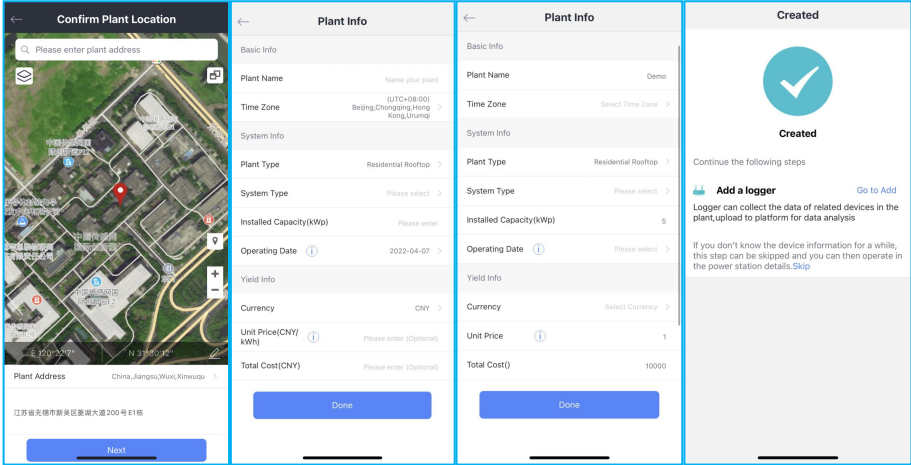 Confirm Plant Location
Please enter plant address
中国传感网
E 120°22'7"
N 31°30'12"
Plant Address
China,Jiangsu,Wuxi,Xinwuqu
江苏省无锡市新吴区菱湖大道200号E1栋
Next
Plant Info
Basic Info
Plant Name
Name your plant
Time Zone
(UTC+08:00)
Beijing,Chongqing,Hong
Kong,Urumqi
System Info
Plant Type
Residential Rooftop
System Type
Please select
Installed Capacity(kWp)
Please enter
Operating Date
2022-04-07
Yield Info
Currency
CNY
Unit Price(CNY/
kWh)
Please enter (Optional)
Total Cost(CNY)
Please enter (Optional)
Done
Plant Info
Basic Info
Plant Name
Demo
Time Zone
Select Time Zone
System Info
Plant Type
Residential Rooftop
System Type
Please select
Installed Capacity(kWp)
5
Operating Date
Please select
Yield Info
Currency
Select Currency
Unit Price
1
Total Cost()
10000
Done
Created
Created
Continue the following steps
Add a logger
Go to Add
Logger can collect the data of related devices in the
plant,upload to platform for data analysis
If you don't know the device information for a while,
this step can be skipped and you can then operate in
the power station details.Skip